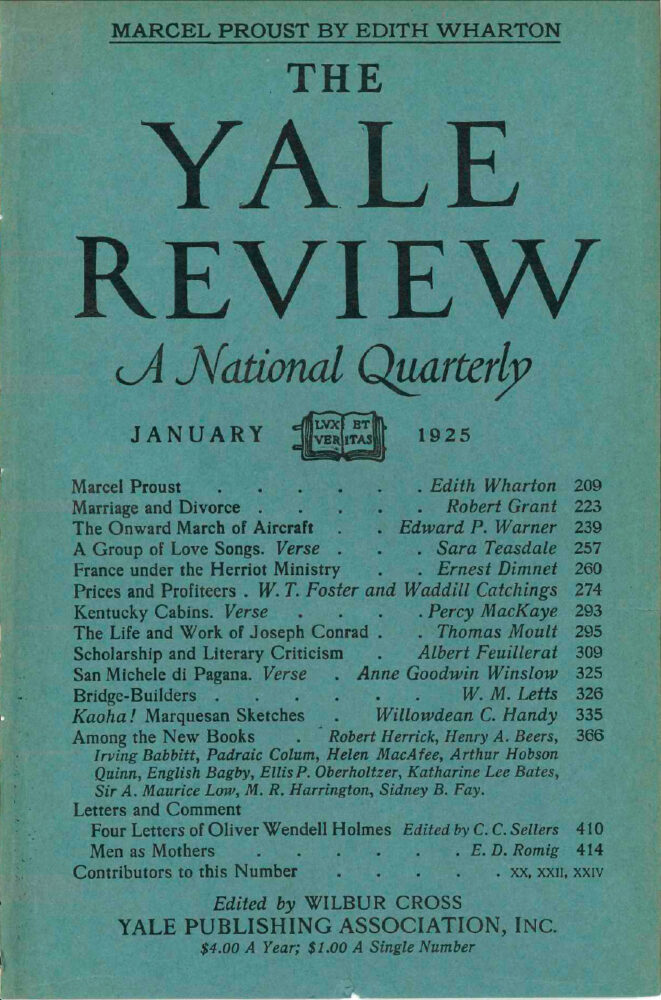 MARCEL PROUST BY EDITH WHARTON
THE
YALE
REVIEW
A National Quarterly
JANUARY LVX ET VERITAS 1925
Marcel Proust . . . . . . Edith Wharton 209
Marriage and Divorce . . . . . Robert Grant 223
The Onward March of Aircraft . . Edward P. Warner 239
A Group of Love Songs. Verse . . . Sara Teasdale 257
France under the Herriot Ministry . . Ernest Dimnet 260
Prices and Profiteers . W. T. Foster and Waddill Catchings 274
Kentucky Cabins. Verse . . . . Percy MacKaye 293
The Life and Work of Joseph Conrad . . Thomas Moult 295
Scholarship and Literary Criticism . Albert Feuillerat 309
San Michele di Pagana. Verse . Anne Goodwin Winslow 325
Bridge-Builders . . . . . . W. M. Letts 326
Kaoha! Marquesan Sketches . Willowdean C. Handy 335
Among the New Books . Robert Herrick, Henry A. Beers, 366
Irving Babbitt, Padraic Colum, Helen MacAfee, Arthur Hobson
Quinn, English Bagby, Ellis P. Oberholtzer, Katharine Lee Bates,
Sir A. Maurice Low, M. R. Harrington, Sidney B. Fay.
Letters and Comment
Four Letters of Oliver Wendell Holmes Edited by C. C. Sellers 410
Men as Mothers . . . . . . E. D. Romig 414
Contributors to this Number . . . . . XX, XXII, XXIV
Edited by WILBUR CROSS
YALE PUBLISHING ASSOCIATION, INC.
$4.00 A Year; $1.00 A Single Number